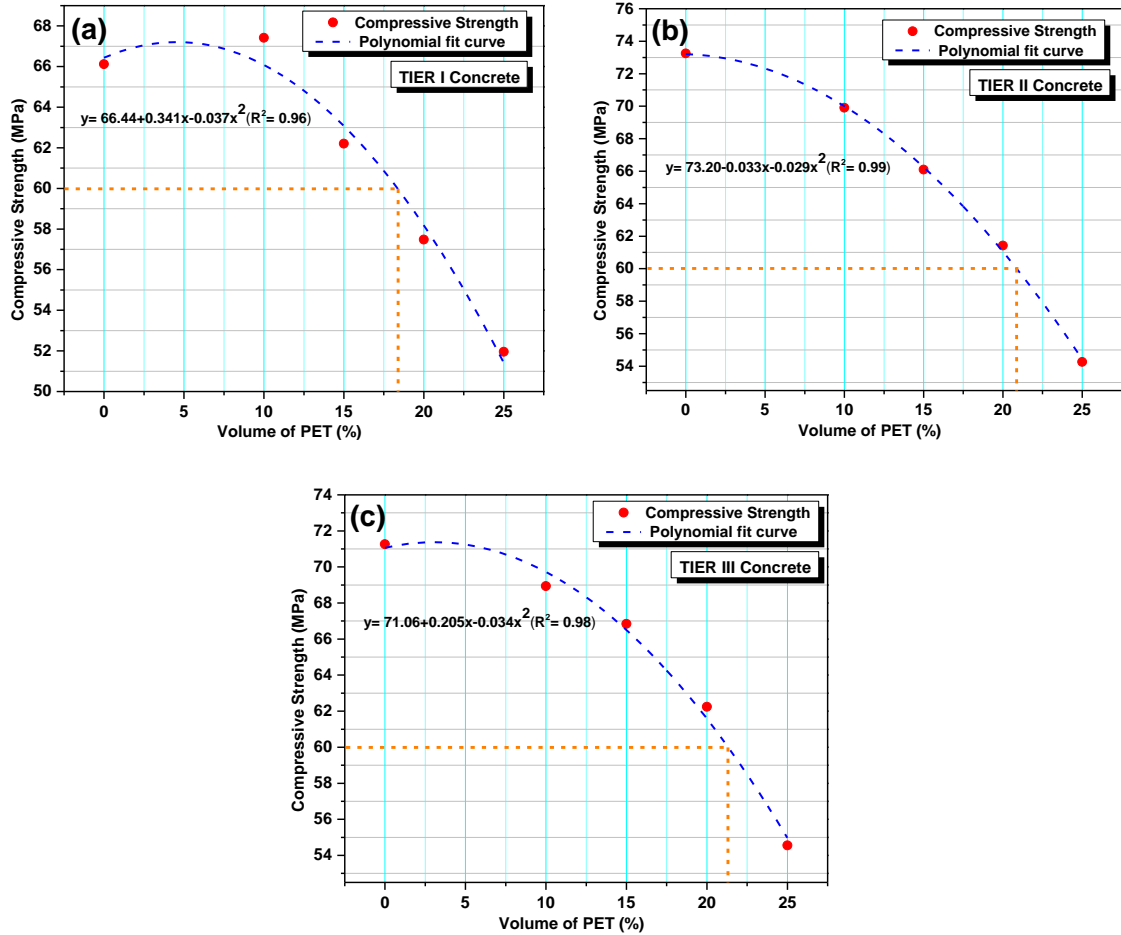 (a)
Compressive Strength
Polynomial fit curve
TIER I Concrete
y= 66.44+0.341x-0.037x²(R²= 0.96)
Compressive Strength (MPa)
68
66
64
62
60
58
56
54
52
50
0 5 10 15 20 25
Volume of PET (%)
(b)
Compressive Strength
Polynomial fit curve
TIER II Concrete
y= 73.20-0.033x-0.029x²(R²= 0.99)
Compressive Strength (MPa)
76
74
72
70
68
66
64
62
60
58
56
54
0 5 10 15 20 25
Volume of PET (%)
(c)
Compressive Strength
Polynomial fit curve
TIER III Concrete
y= 71.06+0.205x-0.034x²(R²= 0.98)
Compressive Strength (MPa)
74
72
70
68
66
64
62
60
58
56
54
0 5 10 15 20 25
Volume of PET (%)